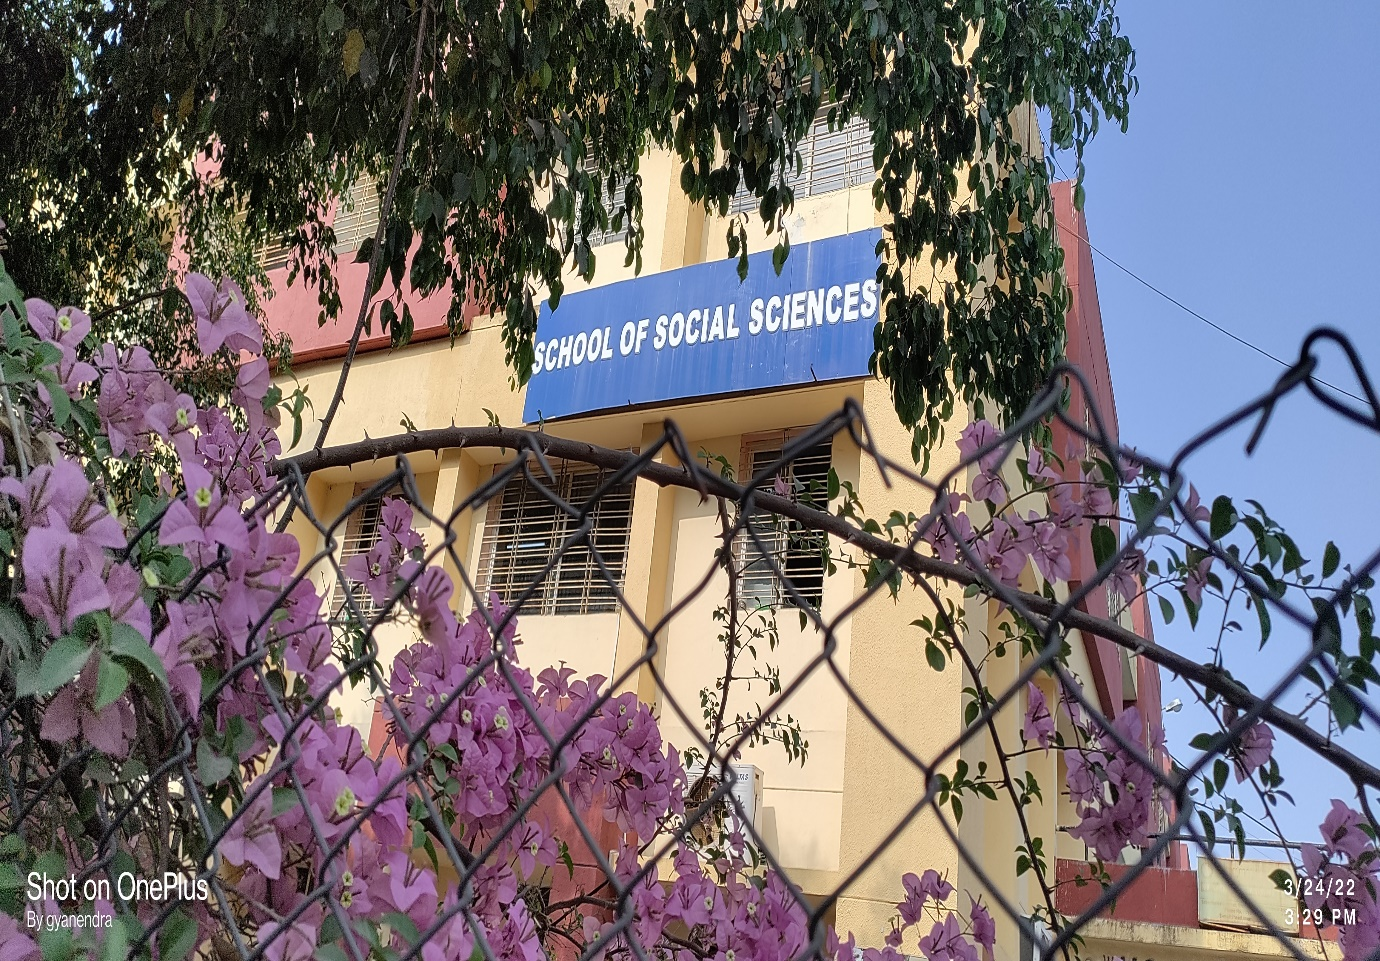 SCHOOL OF SOCIAL SCIENCES
Shot on OnePlus
By gyanendra
3/24/22
3:29 PM